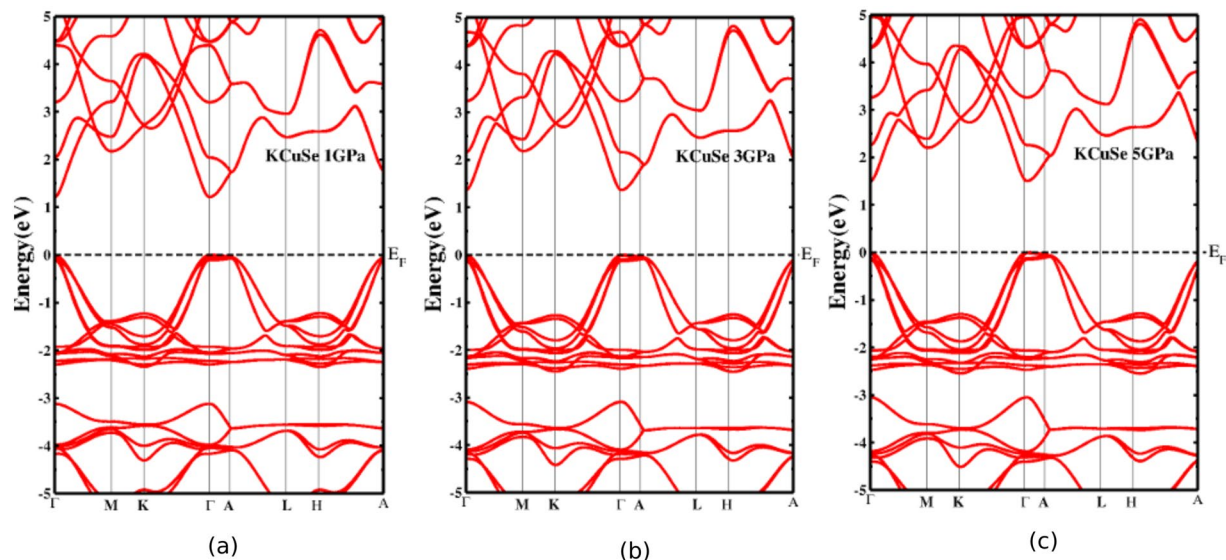 5
4
3
2
1
0
-1
-2
-3
-4
-5
Energy(eV)
KCuSe 1GPa
E_F
Γ M K Γ A L H A
(a)
5
4
3
2
1
0
-1
-2
-3
-4
-5
Energy(eV)
KCuSe 3GPa
E_F
Γ M K Γ A L H A
(b)
5
4
3
2
1
0
-1
-2
-3
-4
-5
Energy(eV)
KCuSe 5GPa
E_F
Γ M K Γ A L H A
(c)